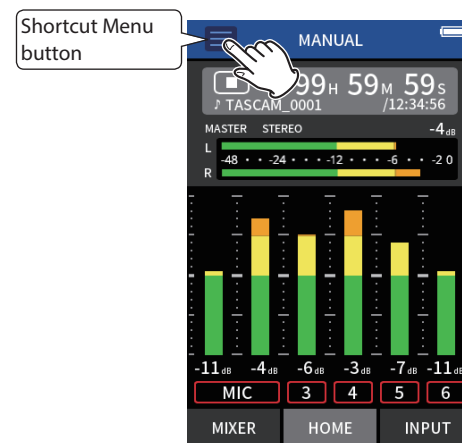 Shortcut Menu
button
MANUAL
99H 59M 59S
♪ TASCAM_0001 /12:34:56
MASTER STEREO -4dB
L
-48 · · -24 · · · -12 · · · -6 · · -2 0
R
-11dB -4dB -6dB -3dB -7dB -11dB
MIC 3 4 5 6
MIXER HOME INPUT